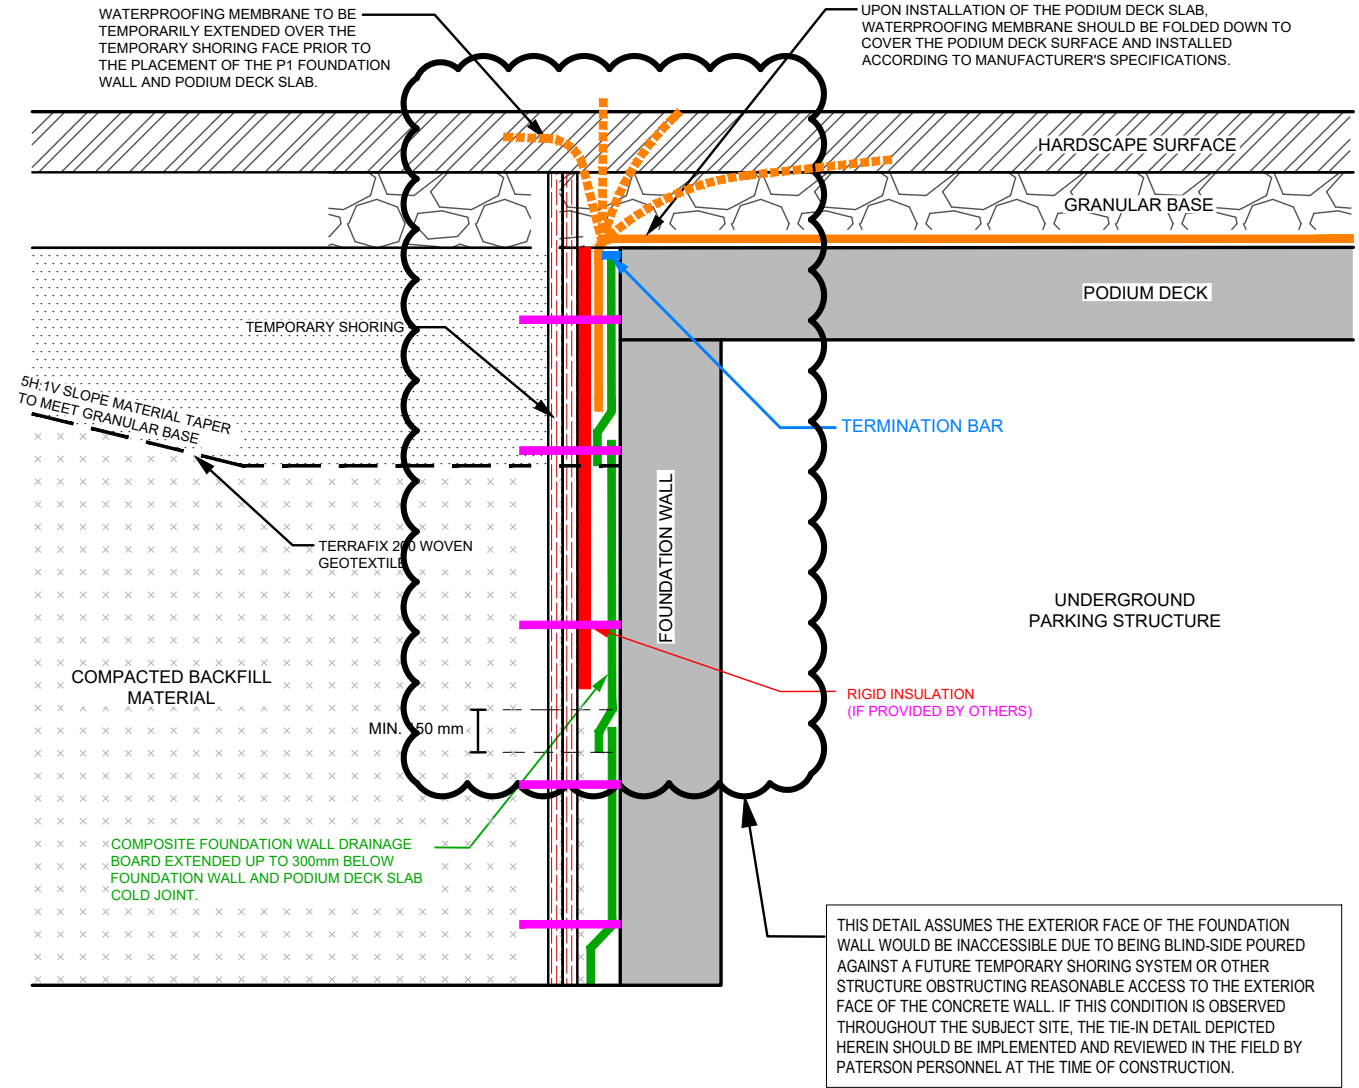 WATERPROOFING MEMBRANE TO BE
TEMPORARILY EXTENDED OVER THE
TEMPORARY SHORING FACE PRIOR TO
THE PLACEMENT OF THE P1 FOUNDATION
WALL AND PODIUM DECK SLAB.
UPON INSTALLATION OF THE PODIUM DECK SLAB,
WATERPROOFING MEMBRANE SHOULD BE FOLDED DOWN TO
COVER THE PODIUM DECK SURFACE AND INSTALLED
ACCORDING TO MANUFACTURER'S SPECIFICATIONS.
HARDSCAPE SURFACE
GRANULAR BASE
PODIUM DECK
TEMPORARY SHORING
5H:1V SLOPE MATERIAL TAPER
TO MEET GRANULAR BASE
TERMINATION BAR
TERRAFIX 200 WOVEN
GEOTEXTILE
FOUNDATION WALL
UNDERGROUND
PARKING STRUCTURE
COMPACTED BACKFILL
MATERIAL
RIGID INSULATION
(IF PROVIDED BY OTHERS)
MIN. 150 mm
COMPOSITE FOUNDATION WALL DRAINAGE
BOARD EXTENDED UP TO 300mm BELOW
FOUNDATION WALL AND PODIUM DECK SLAB
COLD JOINT.
THIS DETAIL ASSUMES THE EXTERIOR FACE OF THE FOUNDATION
WALL WOULD BE INACCESSIBLE DUE TO BEING BLIND-SIDE POURED
AGAINST A FUTURE TEMPORARY SHORING SYSTEM OR OTHER
STRUCTURE OBSTRUCTING REASONABLE ACCESS TO THE EXTERIOR
FACE OF THE CONCRETE WALL. IF THIS CONDITION IS OBSERVED
THROUGHOUT THE SUBJECT SITE, THE TIE-IN DETAIL DEPICTED
HEREIN SHOULD BE IMPLEMENTED AND REVIEWED IN THE FIELD BY
PATERSON PERSONNEL AT THE TIME OF CONSTRUCTION.